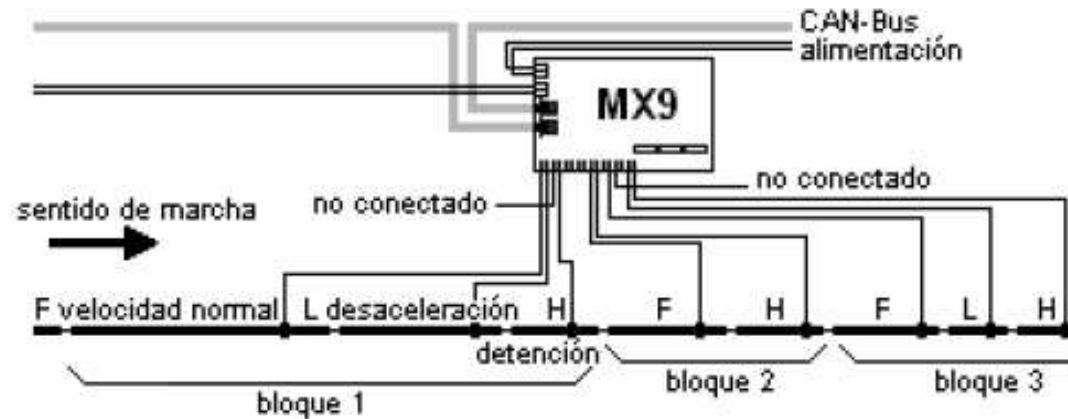 CAN-Bus
alimentación
MX9
no conectado
no conectado
sentido de marcha
F velocidad normal L desaceleración H F H F L H
detención
bloque 1
bloque 2
bloque 3